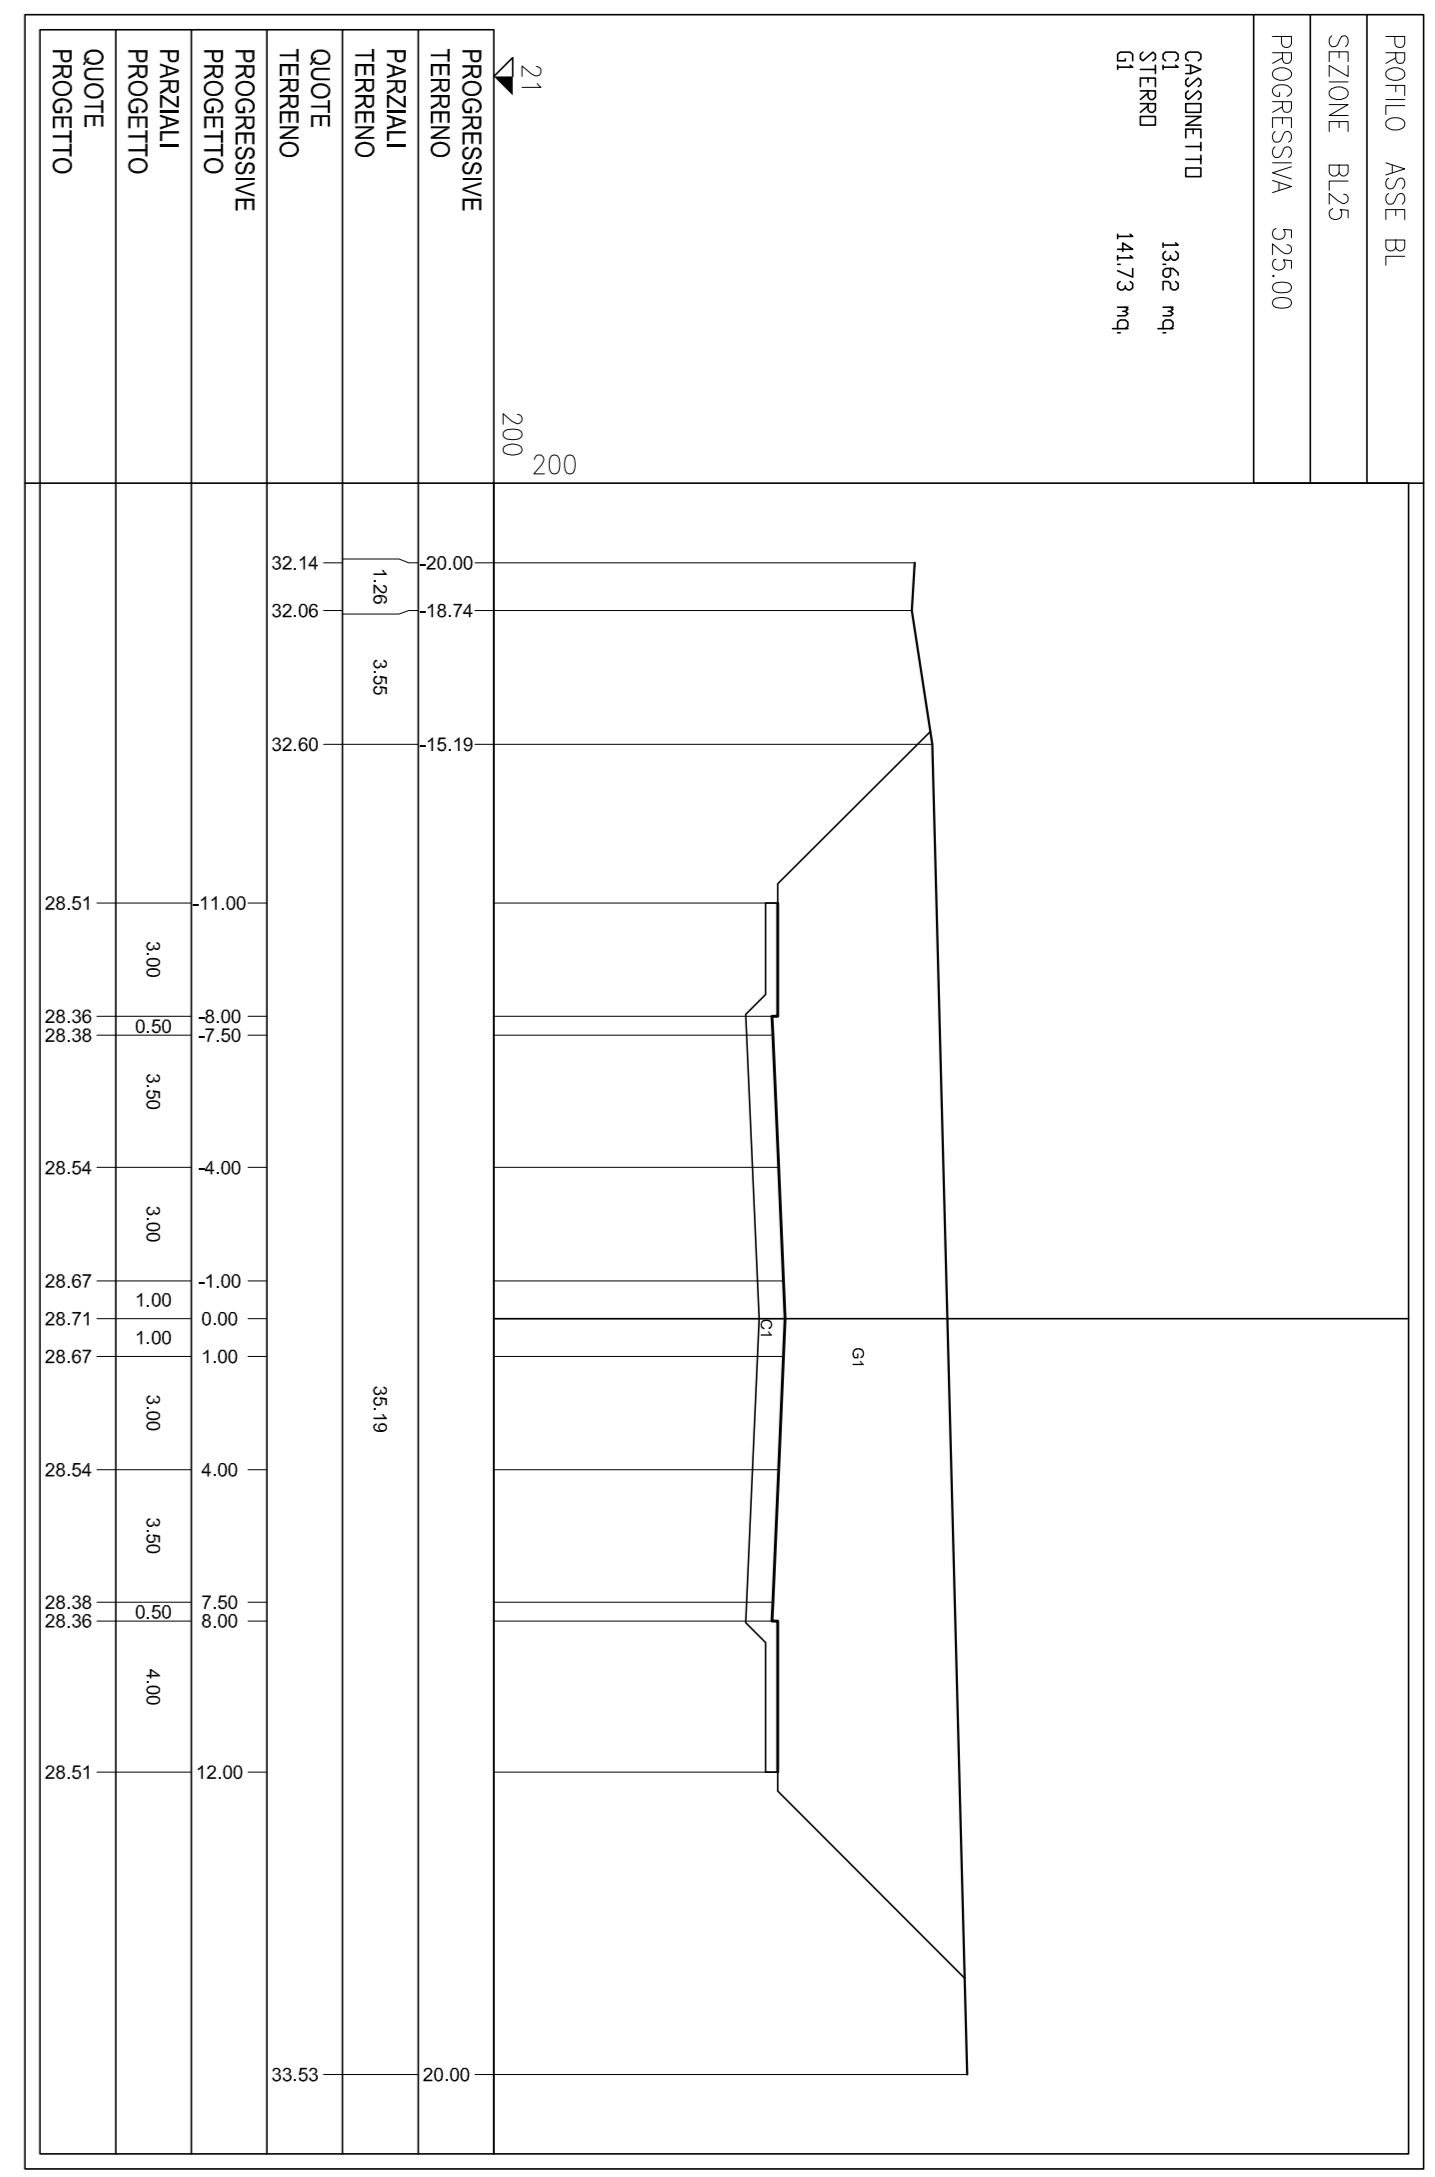 PROFILO ASSE BL
SEZIONE BL25
PROGRESSIVA 525.00
CASSONETTO
C1 13.62 mq.
STERRO
G1 141.73 mq.
G1
C1
21
200
200
PROGRESSIVE
TERRENO
-20.00 -18.74 -15.19 20.00
PARZIALI
TERRENO
1.26 3.55 35.19
QUOTE
TERRENO
32.14 32.06 32.60 33.53
PROGRESSIVE
PROGETTO
-11.00 -8.00 -7.50 -4.00 -1.00 0.00 1.00 4.00 7.50 8.00 12.00
PARZIALI
PROGETTO
3.00 0.50 3.50 3.00 1.00 1.00 3.00 3.50 0.50 4.00
QUOTE
PROGETTO
28.51 28.36 28.38 28.54 28.67 28.71 28.67 28.54 28.38 28.36 28.51